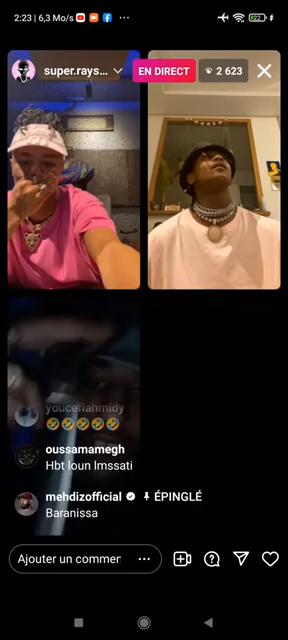 2:23 | 6,3 Mo/s ...
super.rays...
EN DIRECT
2 623
youcefiahmidy
🤣🤣🤣🤣🤣
oussamamegh
Hbt loun lmssati
mehdizofficial ÉPINGLÉ
Baranissa
Ajouter un commer ...